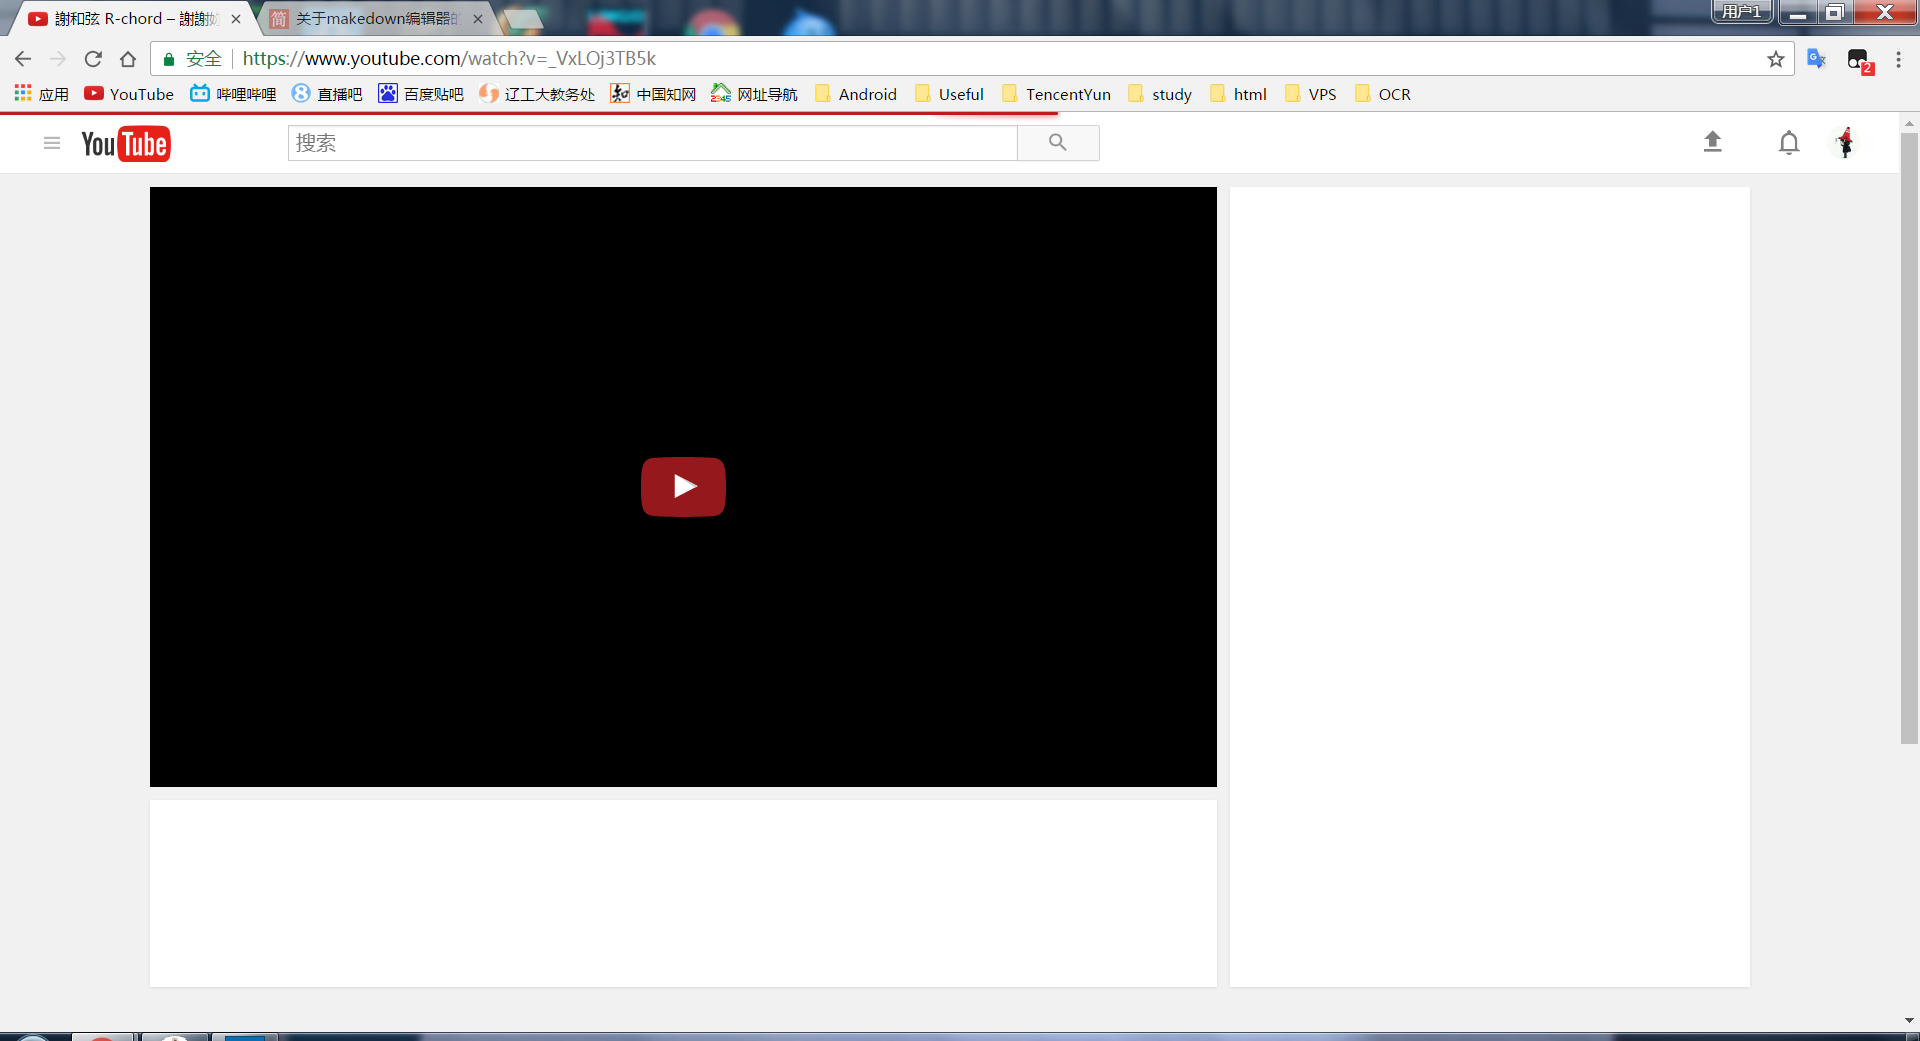 謝和弦 R-chord – 謝謝
关于makedown编辑器
用户1
安全 https://www.youtube.com/watch?v=_VxLOj3TB5k
2
应用 YouTube 哔哩哔哩 直播吧 百度贴吧 辽工大教务处 中国知网 网址导航 Android Useful TencentYun study html VPS OCR
YouTube 搜索